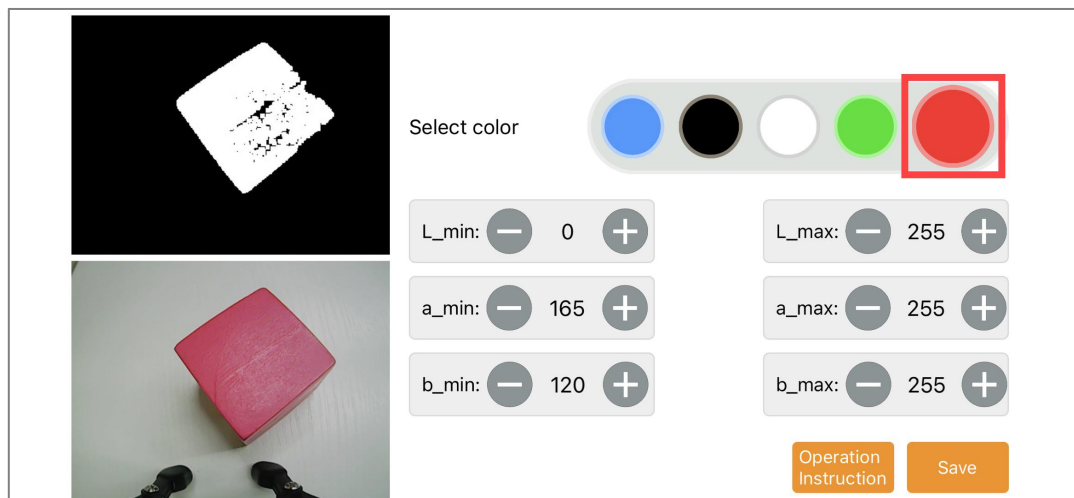 Select color
L_min: 0
L_max: 255
a_min: 165
a_max: 255
b_min: 120
b_max: 255
Operation
Instruction
Save